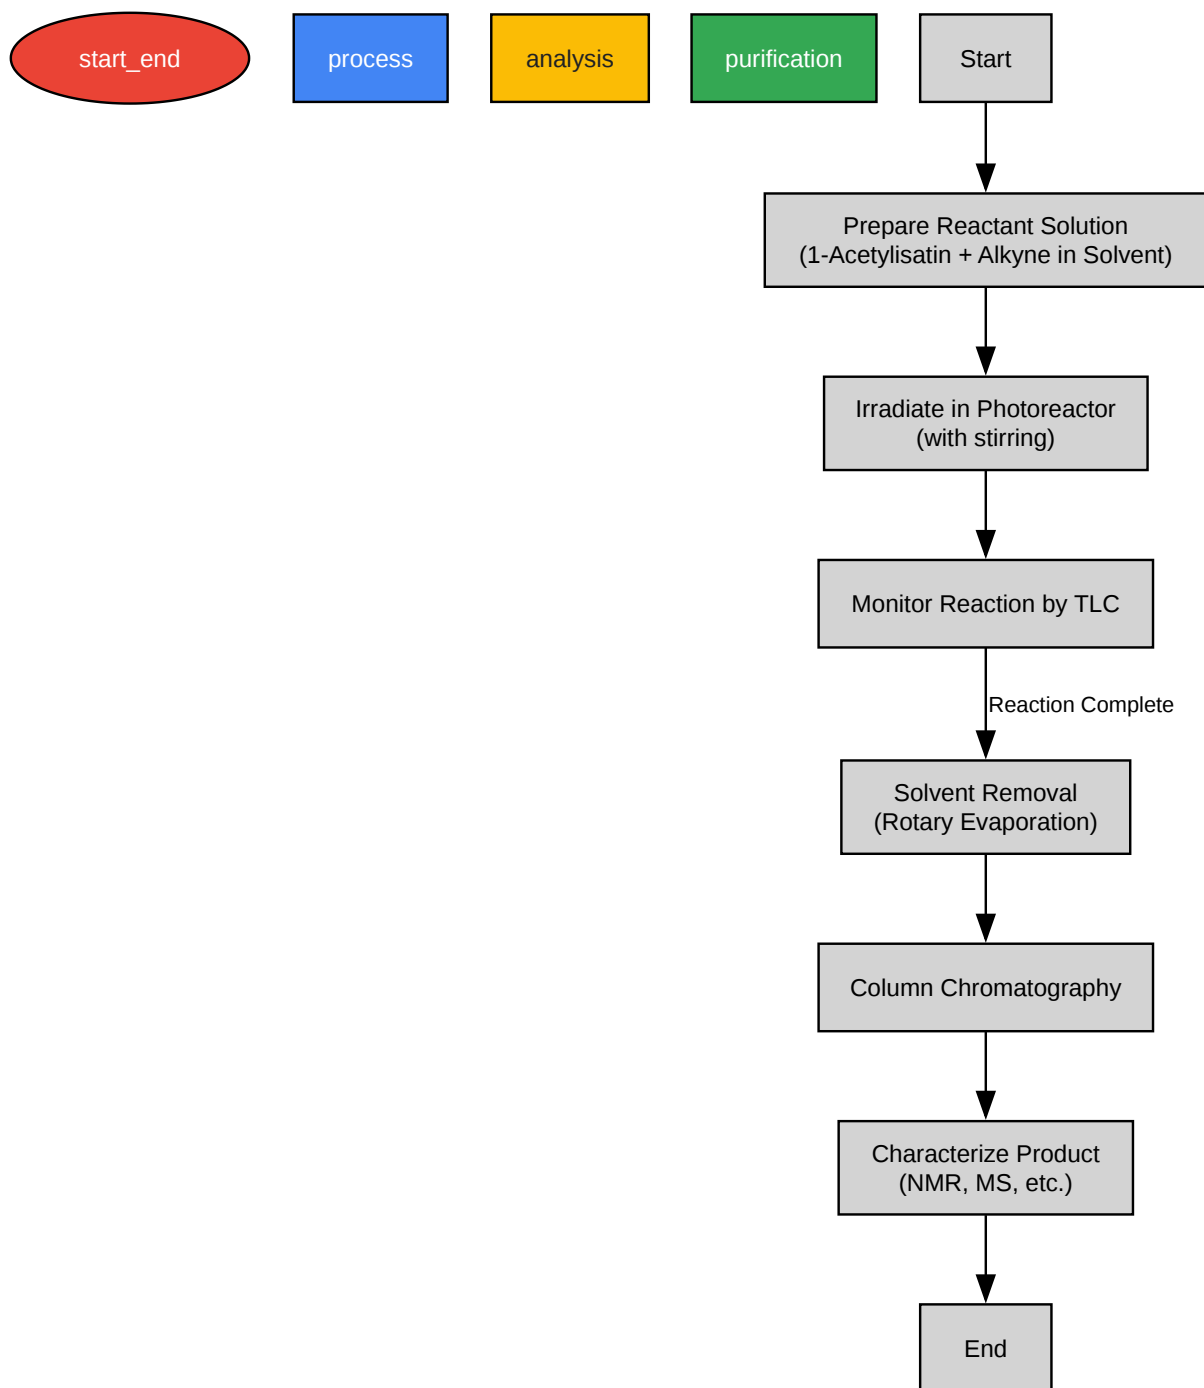 start_end
process
analysis
purification
Start
Prepare Reactant Solution
(1-Acetylisatin + Alkyne in Solvent)
Irradiate in Photoreactor
(with stirring)
Monitor Reaction by TLC
Reaction Complete
Solvent Removal
(Rotary Evaporation)
Column Chromatography
Characterize Product
(NMR, MS, etc.)
End